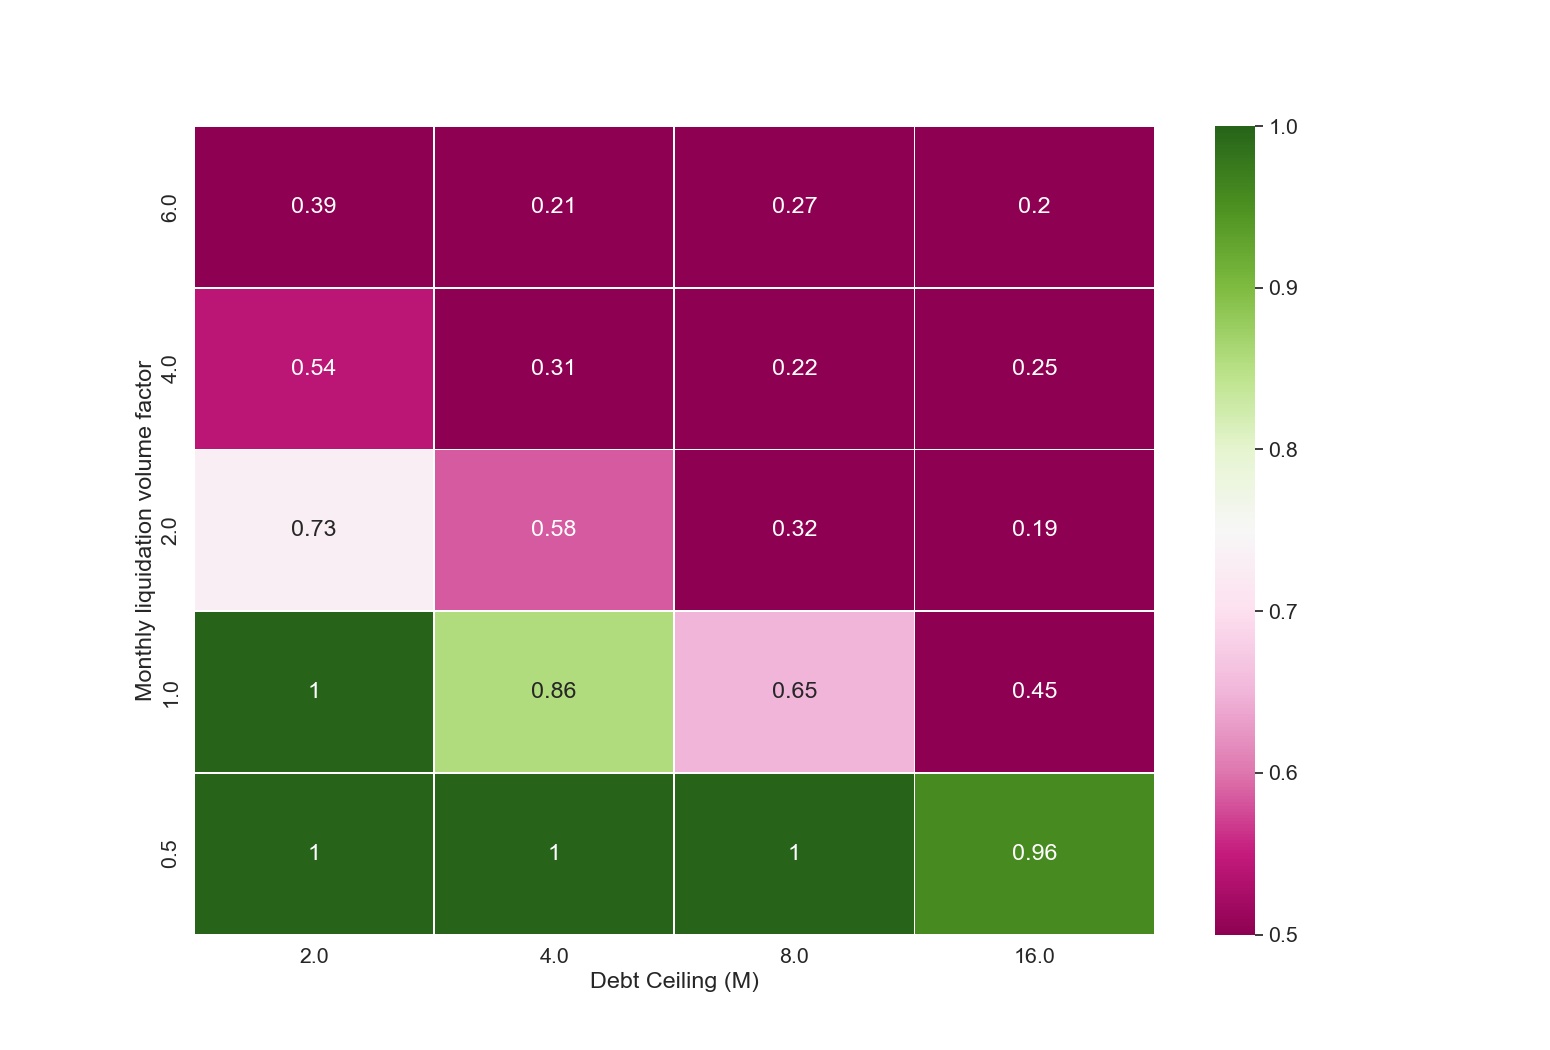 6.0 0.39 0.21 0.27 0.2
4.0 0.54 0.31 0.22 0.25
2.0 0.73 0.58 0.32 0.19
1.0 1 0.86 0.65 0.45
0.5 1 1 1 0.96
2.0 4.0 8.0 16.0
Debt Ceiling (M)
Monthly liquidation volume factor
1.0
0.9
0.8
0.7
0.6
0.5